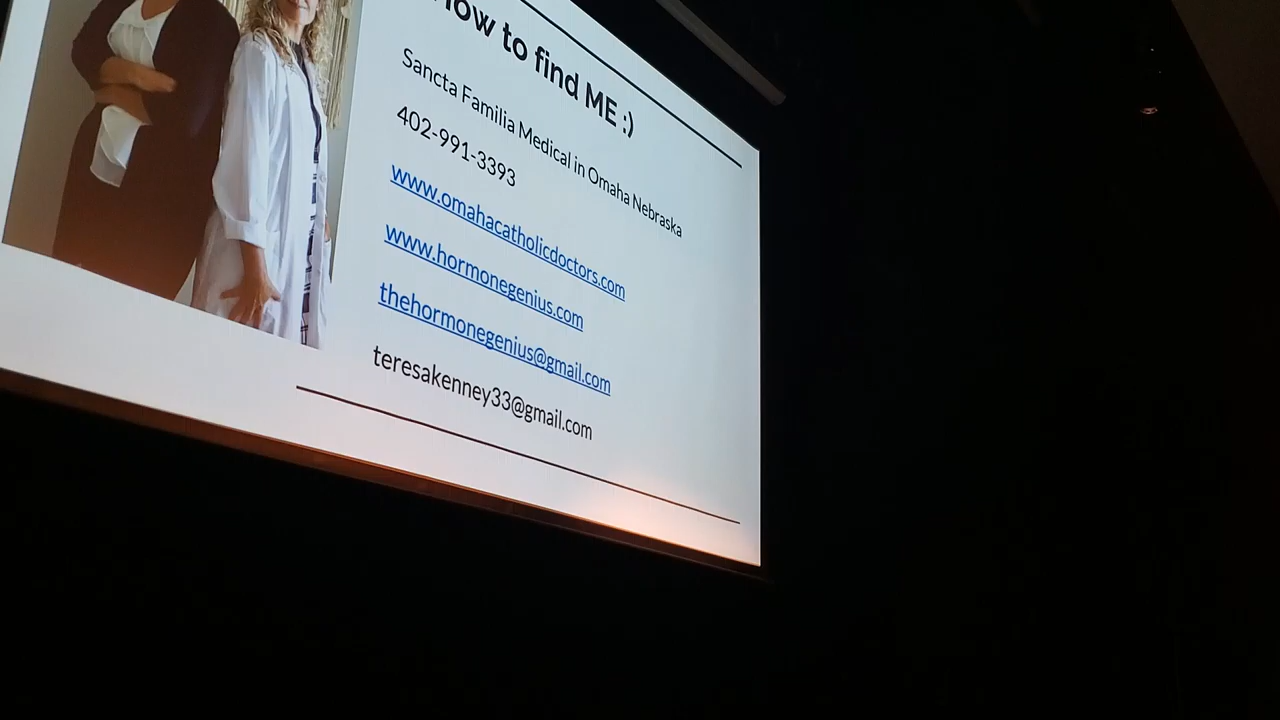 How to find ME :)
Sancta Familia Medical in Omaha Nebraska
402-991-3393
www.omahacatholicdoctors.com
www.hormonegenius.com
thehormonegenius@gmail.com
teresakenney33@gmail.com